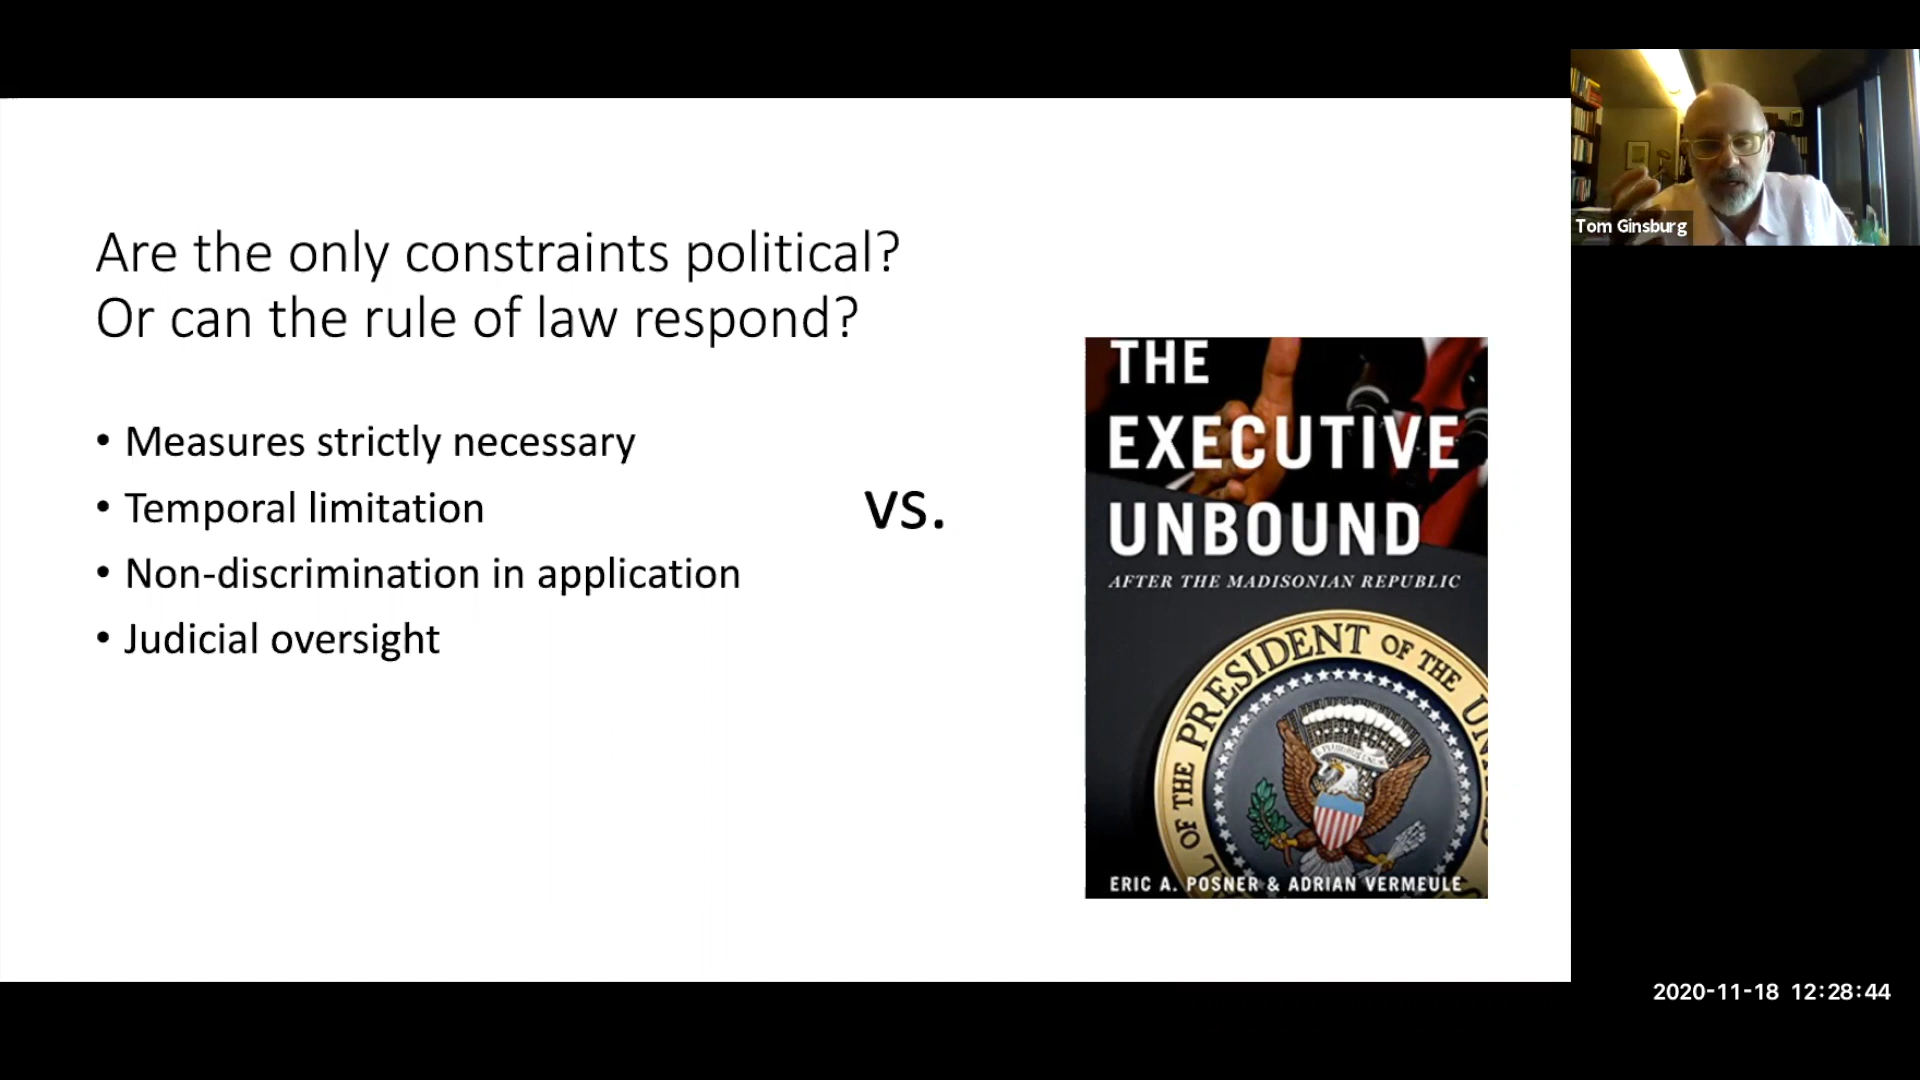 Tom Ginsburg
Are the only constraints political?
Or can the rule of law respond?
• Measures strictly necessary
• Temporal limitation
• Non-discrimination in application
• Judicial oversight
vs.
THE
EXECUTIVE
UNBOUND
AFTER THE MADISONIAN REPUBLIC
OF THE PRESIDENT OF THE
ERIC A. POSNER & ADRIAN VERMEULE
2020-11-18 12:28:44